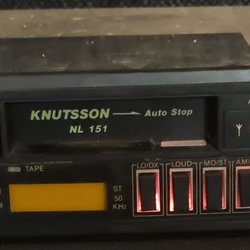 KNUTSSON Auto Stop
NL 151
TAPE
LO/DX LOUD MO/ST AM/
ST
50
KHz